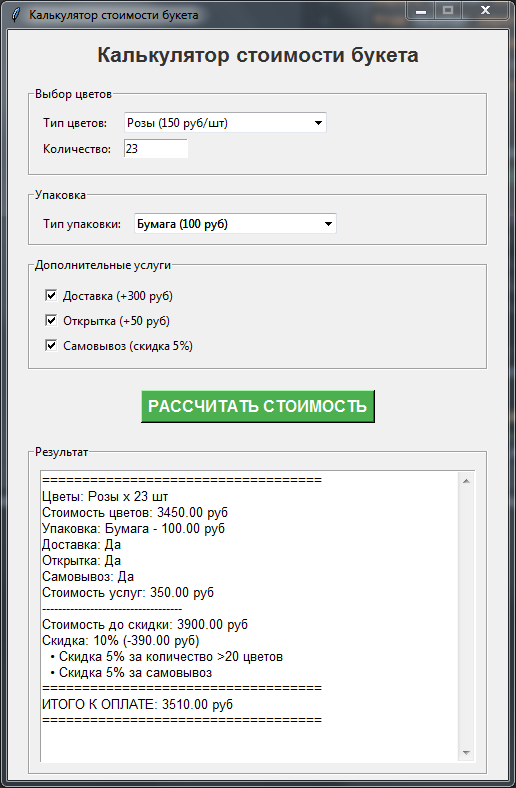 Калькулятор стоимости букета
Калькулятор стоимости букета
Выбор цветов
Тип цветов: Розы (150 руб/шт)
Количество: 23
Упаковка
Тип упаковки: Бумага (100 руб)
Дополнительные услуги
Доставка (+300 руб)
Открытка (+50 руб)
Самовывоз (скидка 5%)
РАССЧИТАТЬ СТОИМОСТЬ
Результат
===================================
Цветы: Розы x 23 шт
Стоимость цветов: 3450.00 руб
Упаковка: Бумага - 100.00 руб
Доставка: Да
Открытка: Да
Самовывоз: Да
Стоимость услуг: 350.00 руб
-----------------------------------
Стоимость до скидки: 3900.00 руб
Скидка: 10% (-390.00 руб)
• Скидка 5% за количество >20 цветов
• Скидка 5% за самовывоз
===================================
ИТОГО К ОПЛАТЕ: 3510.00 руб
===================================